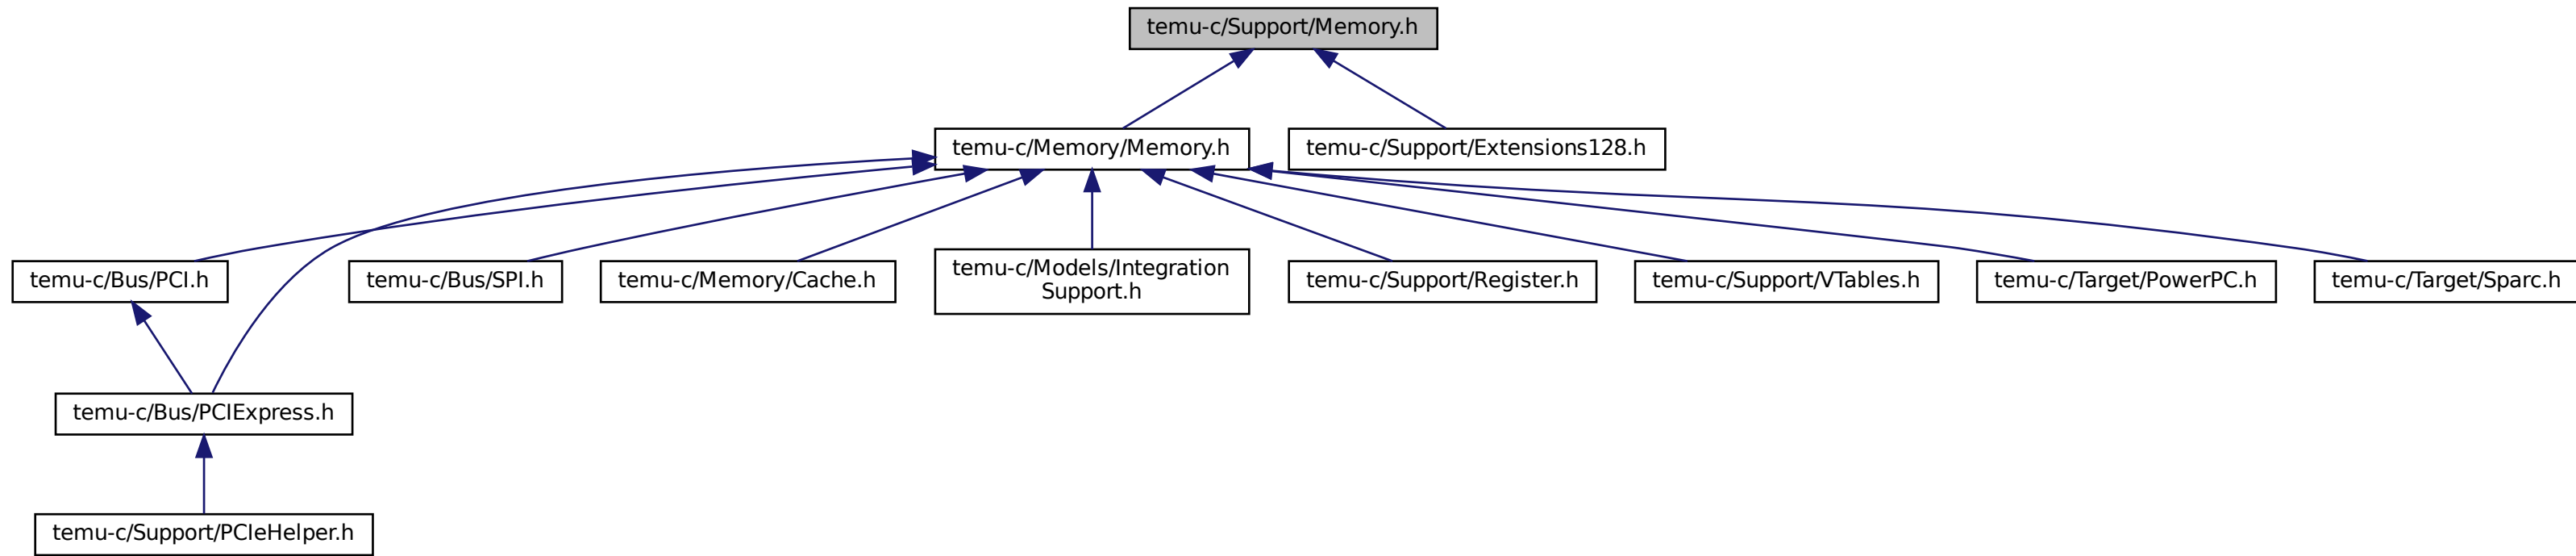 temu-c/Support/Memory.h
temu-c/Memory/Memory.h
temu-c/Support/Extensions128.h
temu-c/Bus/PCI.h
temu-c/Bus/SPI.h
temu-c/Memory/Cache.h
temu-c/Models/Integration
Support.h
temu-c/Support/Register.h
temu-c/Support/VTables.h
temu-c/Target/PowerPC.h
temu-c/Target/Sparc.h
temu-c/Bus/PCIExpress.h
temu-c/Support/PCIeHelper.h